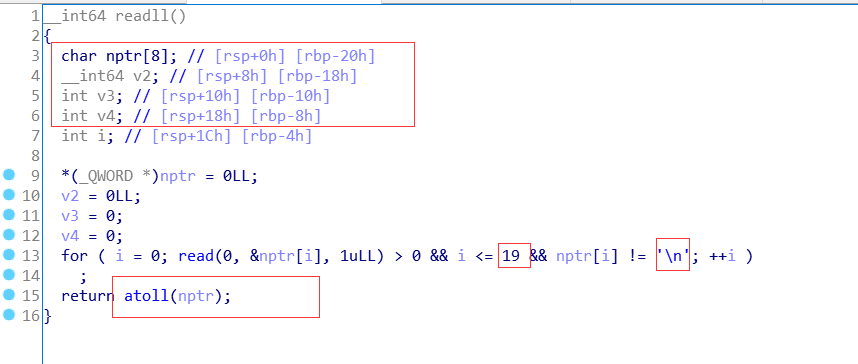 1 __int64 readll()
2 {
3 char nptr[8]; // [rsp+0h] [rbp-20h]
4 __int64 v2; // [rsp+8h] [rbp-18h]
5 int v3; // [rsp+10h] [rbp-10h]
6 int v4; // [rsp+18h] [rbp-8h]
7 int i; // [rsp+1Ch] [rbp-4h]
8
9 *(_QWORD *)nptr = 0LL;
10 v2 = 0LL;
11 v3 = 0;
12 v4 = 0;
13 for ( i = 0; read(0, &nptr[i], 1uLL) > 0 && i <= 19 && nptr[i] != '\n'; ++i )
14 ;
15 return atoll(nptr);
16 }